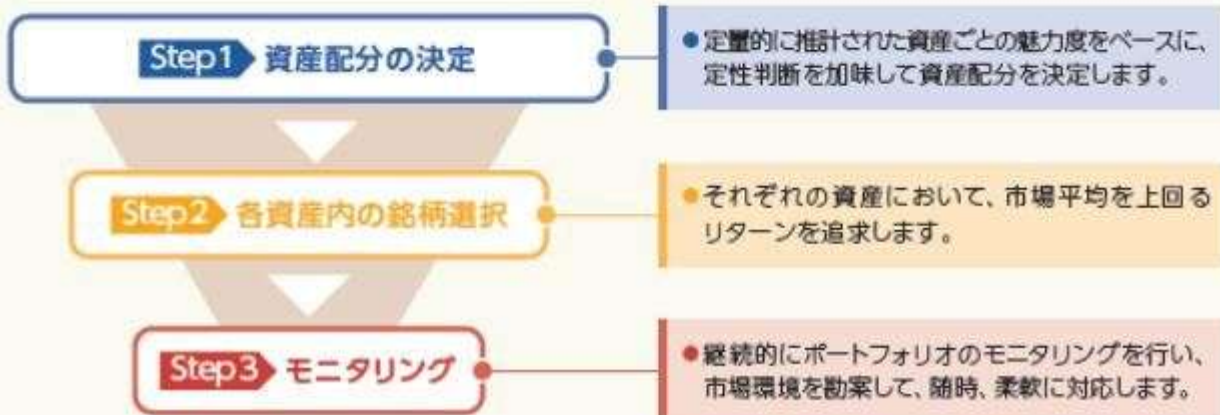 Step1 資産配分の決定
●定量的に推計された資産ごとの魅力度をベースに、
定性判断を加味して資産配分を決定します。
Step2 各資産内の銘柄選択
●それぞれの資産において、市場平均を上回る
リターンを追求します。
Step3 モニタリング
●継続的にポートフォリオのモニタリングを行い、
市場環境を勘案して、随時、柔軟に対応します。